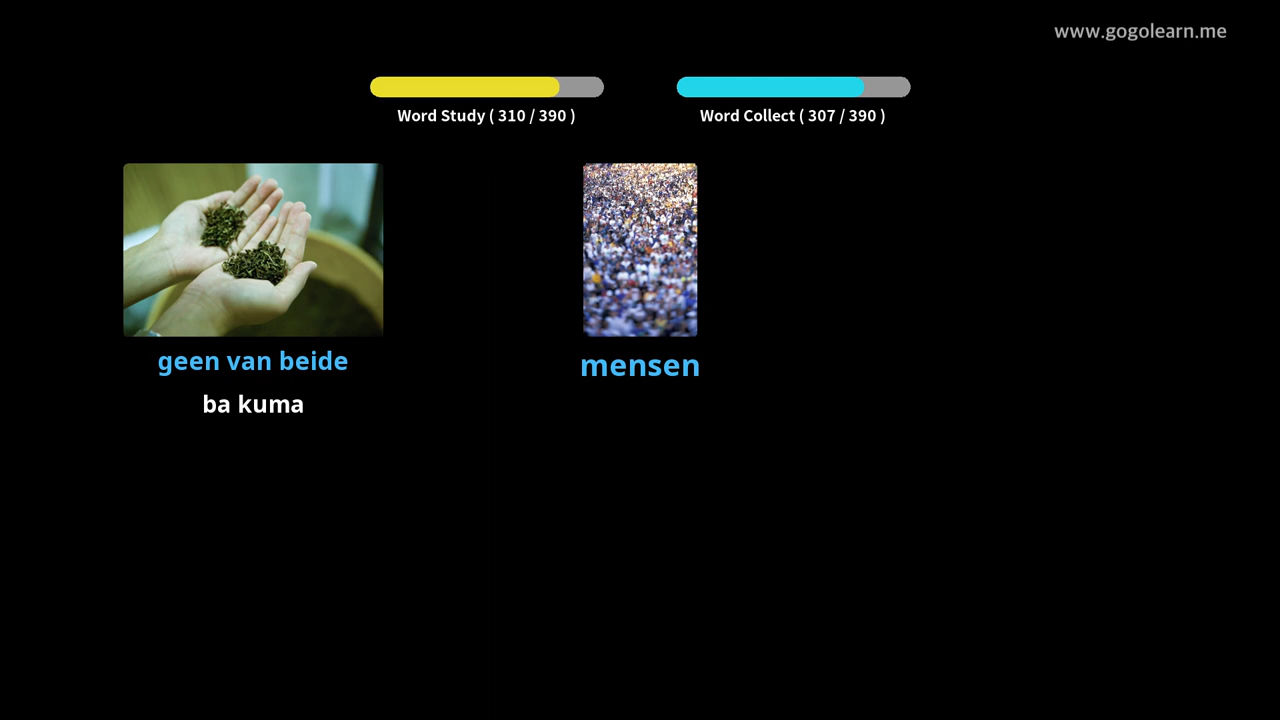 www.gogolearn.me
Word Study ( 310 / 390 )
Word Collect ( 307 / 390 )
geen van beide
ba kuma
mensen